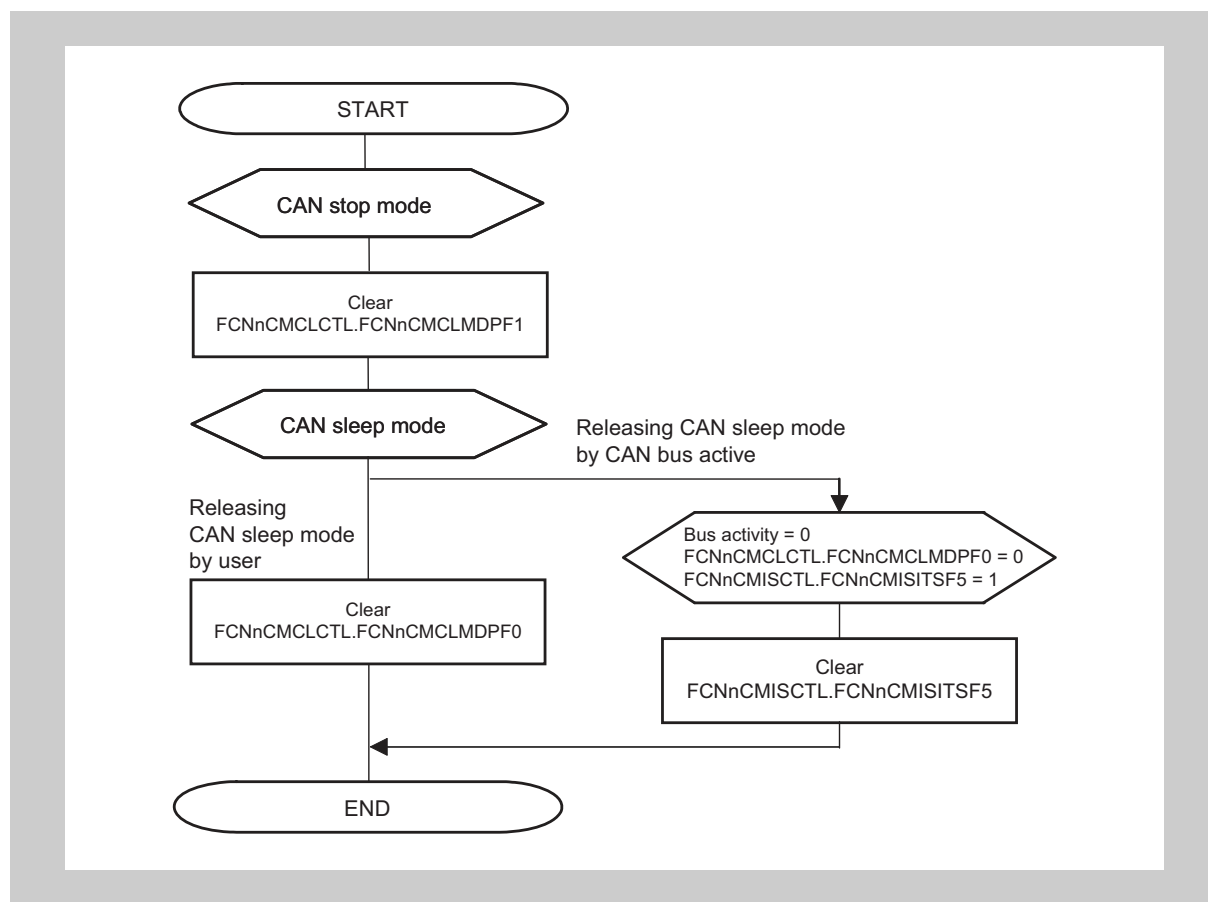 START
CAN stop mode
Clear
FCNnCMCLCTL.FCNnCMCLMDPF1
CAN sleep mode
Releasing CAN sleep mode
by CAN bus active
Releasing
CAN sleep mode
by user
Bus activity = 0
FCNnCMCLCTL.FCNnCMCLMDPF0 = 0
FCNnCMISCTL.FCNnCMISITSF5 = 1
Clear
FCNnCMCLCTL.FCNnCMCLMDPF0
Clear
FCNnCMISCTL.FCNnCMISITSF5
END